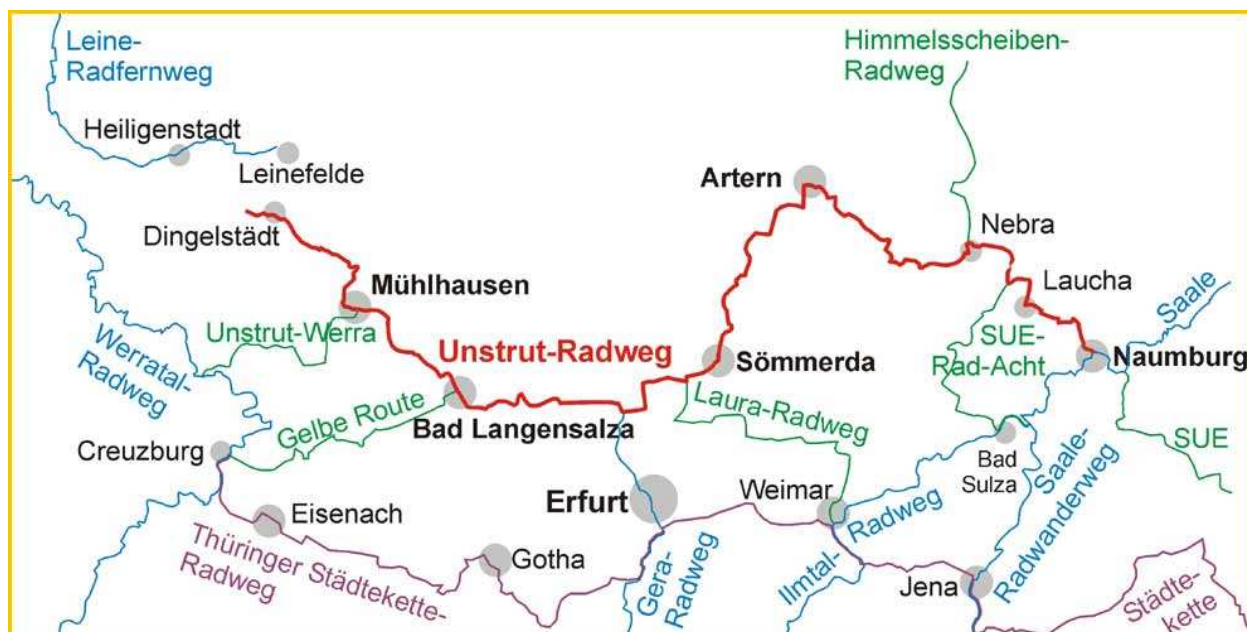 Leine-
Radfernweg
Himmelsscheiben-
Radweg
Heiligenstadt
Leinefelde
Artern
Dingelstädt
Nebra
Mühlhausen
Laucha
Saale
Unstrut-Werra
Werratal-
Radweg
Unstrut-Radweg
SUE-
Rad-Acht
Sömmerda
Naumburg
Gelbe Route
Laura-Radweg
Bad Langensalza
Creuzburg
SUE
Bad
Sulza
Saale-
Radwanderweg
Erfurt
Weimar
Ilmtal-
Radweg
Eisenach
Thüringer Städtekette-
Radweg
Gotha
Gera-
Radweg
Jena
Städte-
kette